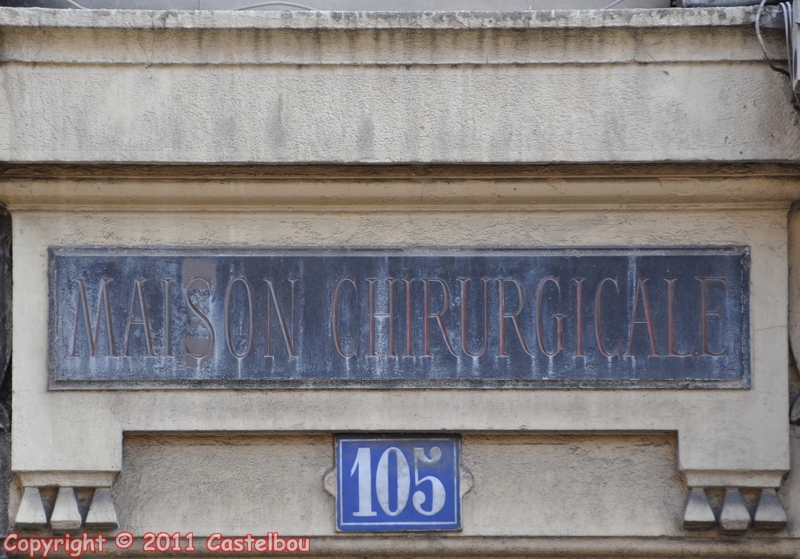 MAISON CHIRURGICALE
105
Copyright © 2011 Castelbou